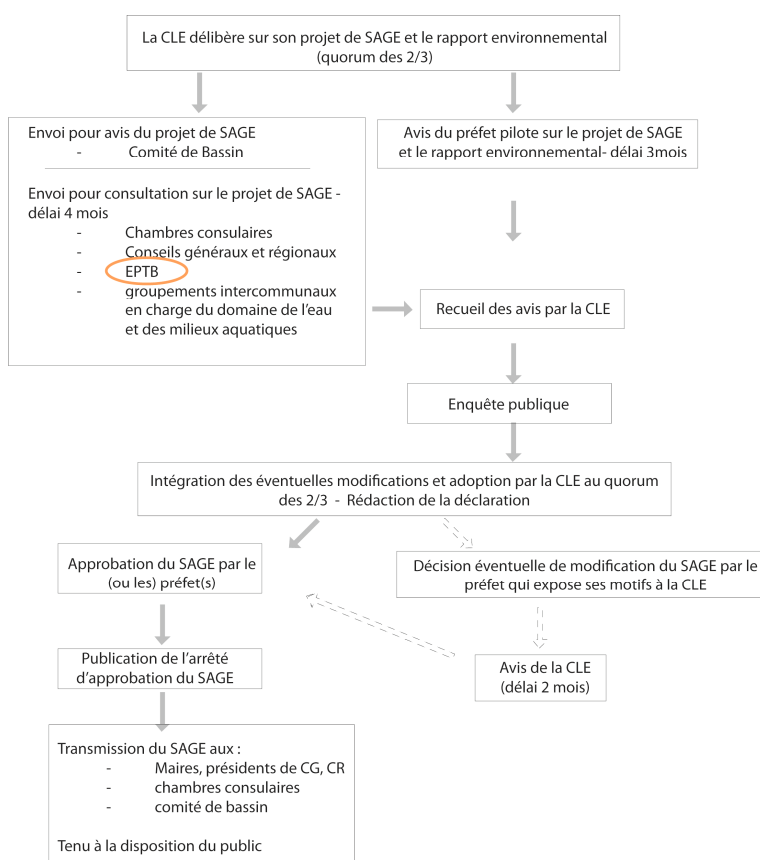 La CLE délibère sur son projet de SAGE et le rapport environnemental
(quorum des 2/3)
Envoi pour avis du projet de SAGE
- Comité de Bassin
Envoi pour consultation sur le projet de SAGE -
délai 4 mois
- Chambres consulaires
- Conseils généraux et régionaux
- EPTB
- groupements intercommunaux
en charge du domaine de l'eau
et des milieux aquatiques
Avis du préfet pilote sur le projet de SAGE
et le rapport environnemental- délai 3mois
Recueil des avis par la CLE
Enquête publique
Intégration des éventuelles modifications et adoption par la CLE au quorum
des 2/3 - Rédaction de la déclaration
Approbation du SAGE par le
(ou les) préfet(s)
Décision éventuelle de modification du SAGE par le
préfet qui expose ses motifs à la CLE
Publication de l'arrêté
d'approbation du SAGE
Avis de la CLE
(délai 2 mois)
Transmission du SAGE aux :
- Maires, présidents de CG, CR
- chambres consulaires
- comité de bassin
Tenu à la disposition du public